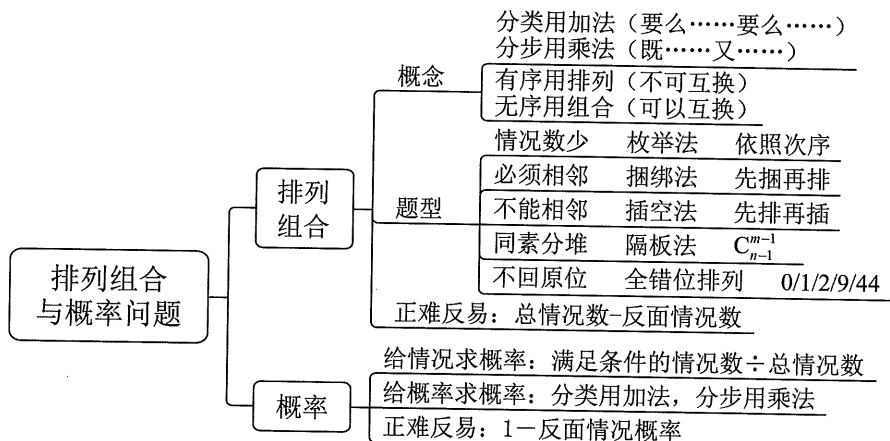 排列组合
与概率问题
排列
组合
概念
分类用加法（要么……要么……）
分步用乘法（既……又……）
有序用排列（不可互换）
无序用组合（可以互换）
题型
情况数少 枚举法 依照次序
必须相邻 捆绑法 先捆再排
不能相邻 插空法 先排再插
同素分堆 隔板法 C_{n-1}^{m-1}
不回原位 全错位排列 0/1/2/9/44
正难反易：总情况数-反面情况数
概率
给情况求概率：满足条件的情况数÷总情况数
给概率求概率：分类用加法，分步用乘法
正难反易：1－反面情况概率